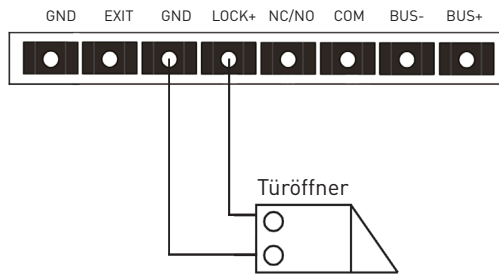 GND EXIT GND LOCK+ NC/NO COM BUS- BUS+
Türöffner